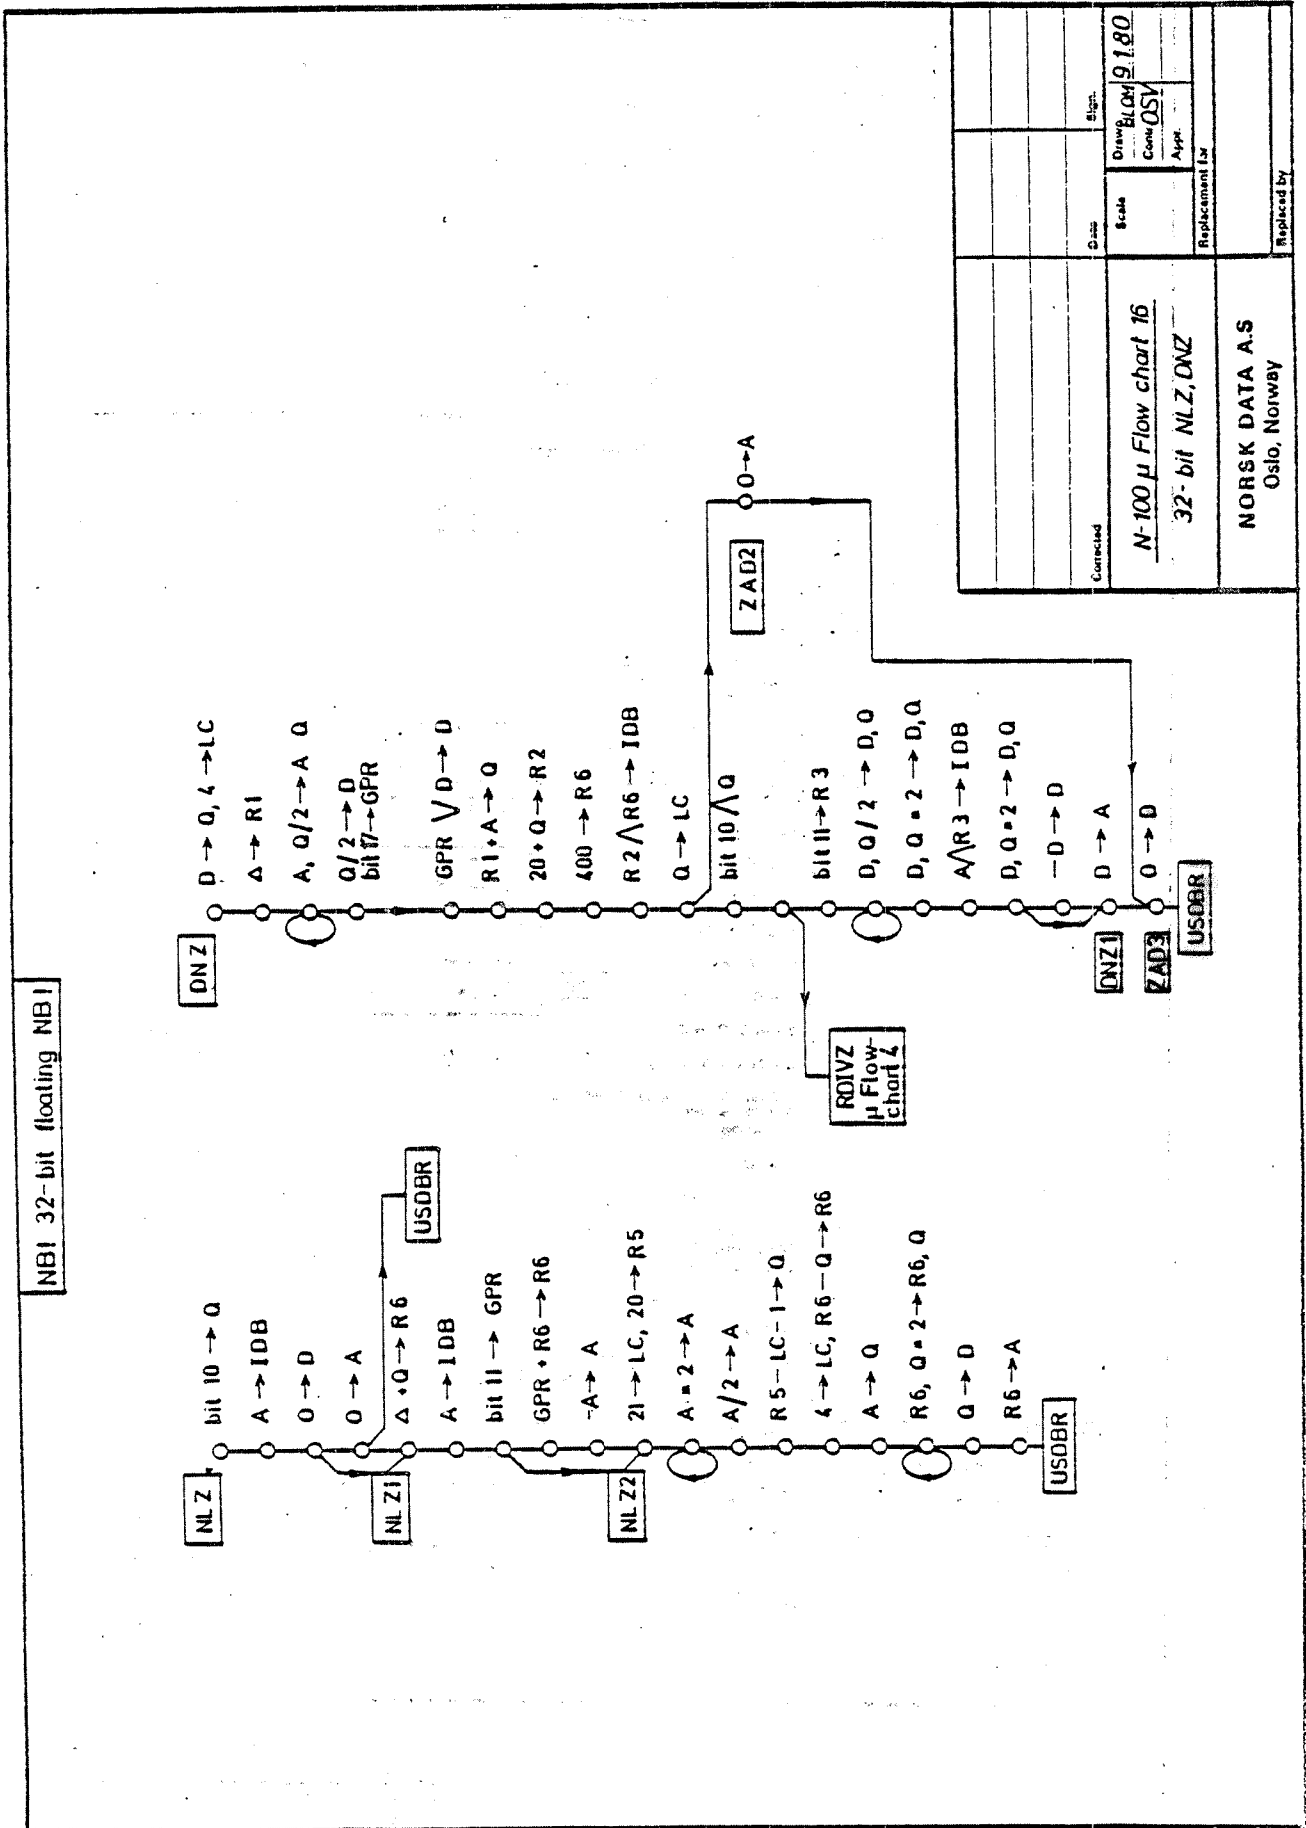 NB! 32-bit floating NB!
NLZ
bit 10 → Q
A → IDB
0 → D
0 → A
USDBR
NLZ1
Δ + Q → R6
A → IDB
bit 11 → GPR
GPR + R6 → R6
-A → A
NLZ2
21 → LC, 20 → R5
A * 2 → A
A/2 → A
R5 - LC - 1 → Q
4 → LC, R6 - Q → R6
A → Q
R6, Q * 2 → R6, Q
Q → D
R6 → A
USDBR
DNZ
D → Q, 4 → LC
Δ → R1
A, Q/2 → A Q
Q/2 → D
bit 17 → GPR
GPR V D → D
R1 + A → Q
20 + Q → R2
400 → R6
R2 /\ R6 → IDB
Q → LC
bit 10 /\ Q
RDIVZ
µ Flow-
chart 4
bit 11 → R3
D, Q/2 → D, Q
D, Q * 2 → D, Q
A /\ R3 → IDB
D, Q * 2 → D, Q
-D → D
DNZ1
D → A
ZAD3
0 → D
USDBR
ZAD2
0 → A
Corrected
Date
Sign.
N-100 µ Flow chart 16
32-bit NLZ, DNZ
Scale
Drawn BLOM 9.1.80
Contr. OSV
Appr.
Replacement for
NORSK DATA A.S
Oslo, Norway
Replaced by